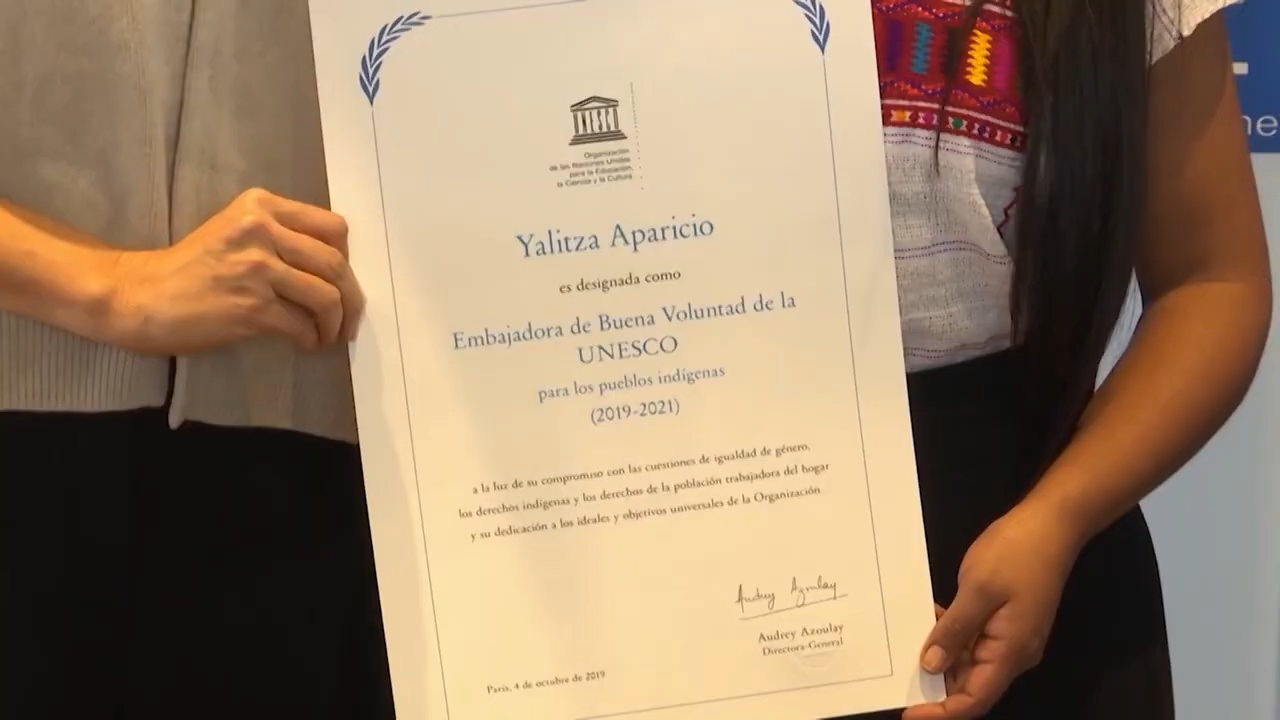 UNESCO
Organización
de las Naciones Unidas
para la Educación,
la Ciencia y la Cultura
Yalitza Aparicio
es designada como
Embajadora de Buena Voluntad de la
UNESCO
para los pueblos indígenas
(2019-2021)
a la luz de su compromiso con las cuestiones de igualdad de género,
los derechos indígenas y los derechos de la población trabajadora del hogar
y su dedicación a los ideales y objetivos universales de la Organización
Audrey Azoulay
Audrey Azoulay
Directora-General
París, 4 de octubre de 2019